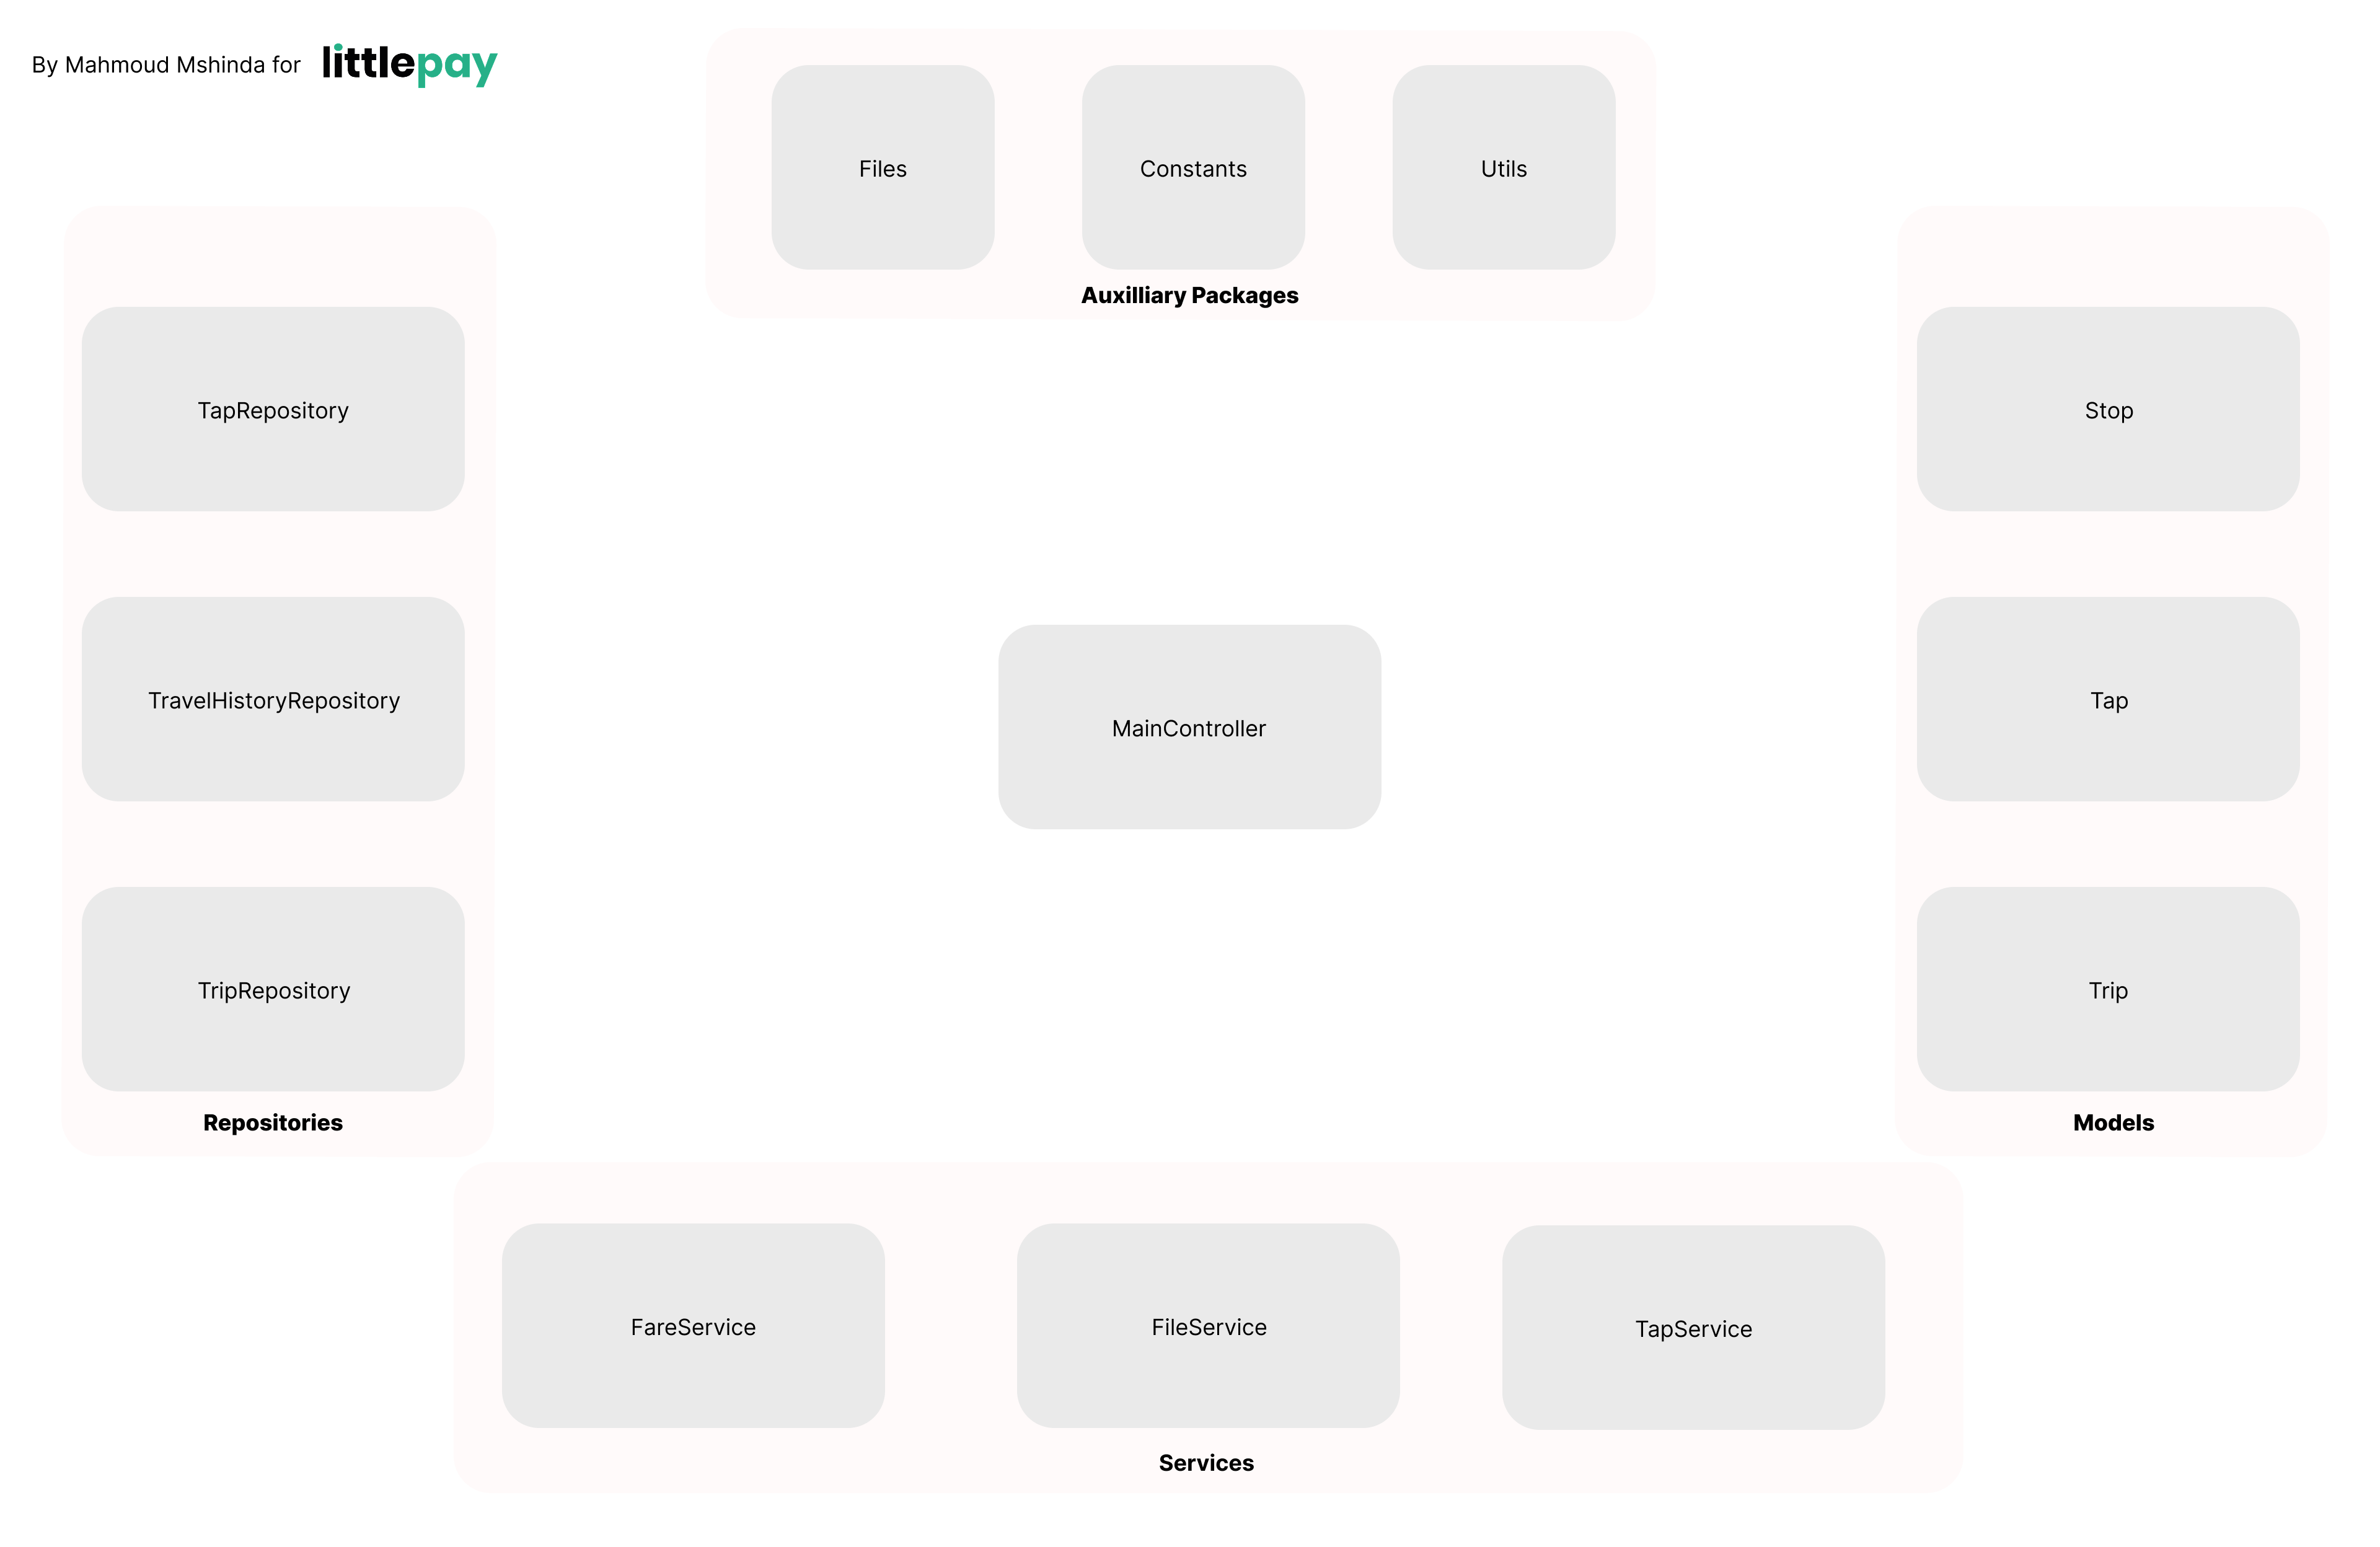 By Mahmoud Mshinda for littlepay
Files
Constants
Utils
Auxilliary Packages
TapRepository
TravelHistoryRepository
TripRepository
Repositories
MainController
Stop
Tap
Trip
Models
FareService
FileService
TapService
Services